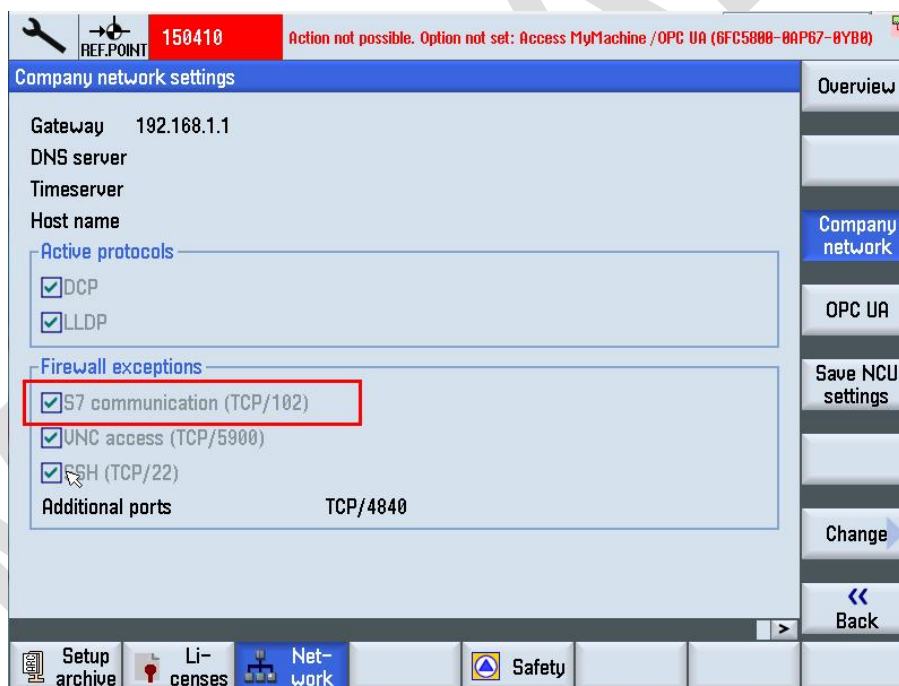 REF.POINT
150410
Action not possible. Option not set: Access MyMachine /OPC UA (6FC5800-0AP67-0YB0)
Company network settings
Overview
Gateway 192.168.1.1
DNS server
Timeserver
Host name
Company
network
Active protocols
DCP
LLDP
OPC UA
Firewall exceptions
S7 communication (TCP/102)
VNC access (TCP/5900)
SSH (TCP/22)
Additional ports TCP/4840
Save NCU
settings
Change
<<
Back
>
Setup
archive
Li-
censes
Net-
work
Safety